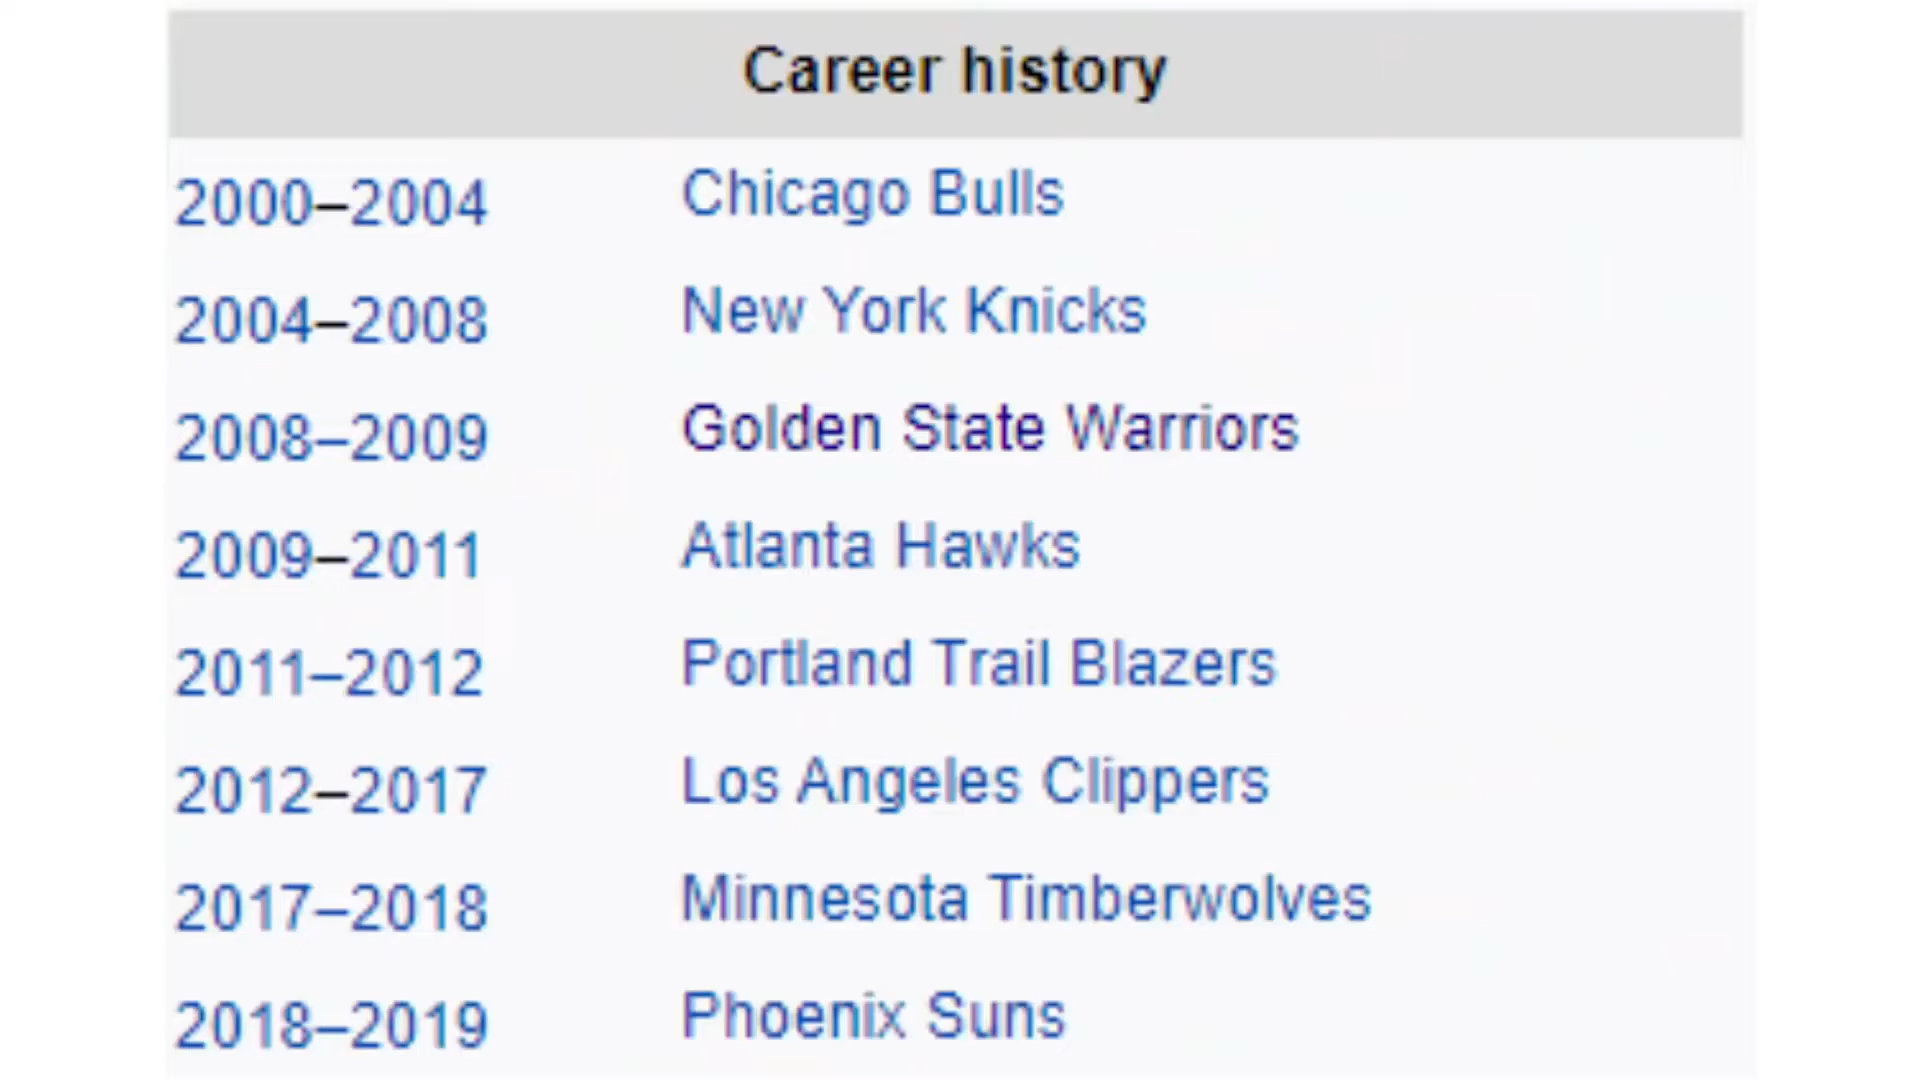 Career history
2000–2004 Chicago Bulls
2004–2008 New York Knicks
2008–2009 Golden State Warriors
2009–2011 Atlanta Hawks
2011–2012 Portland Trail Blazers
2012–2017 Los Angeles Clippers
2017–2018 Minnesota Timberwolves
2018–2019 Phoenix Suns